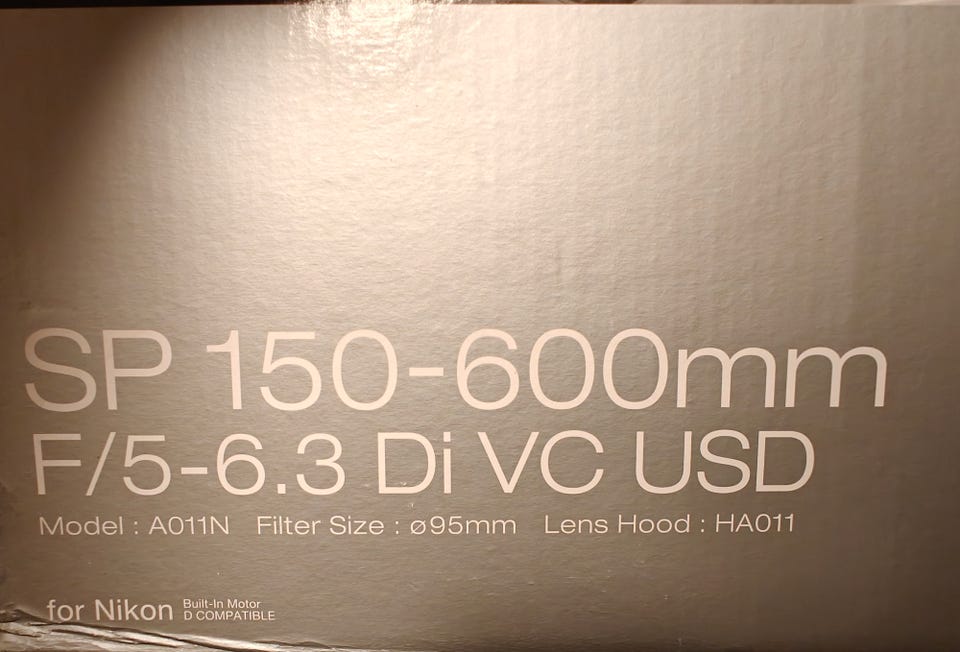 SP 150-600mm
F/5-6.3 Di VC USD
Model : A011N Filter Size : ø95mm Lens Hood : HA011
for Nikon Built-In Motor
D COMPATIBLE